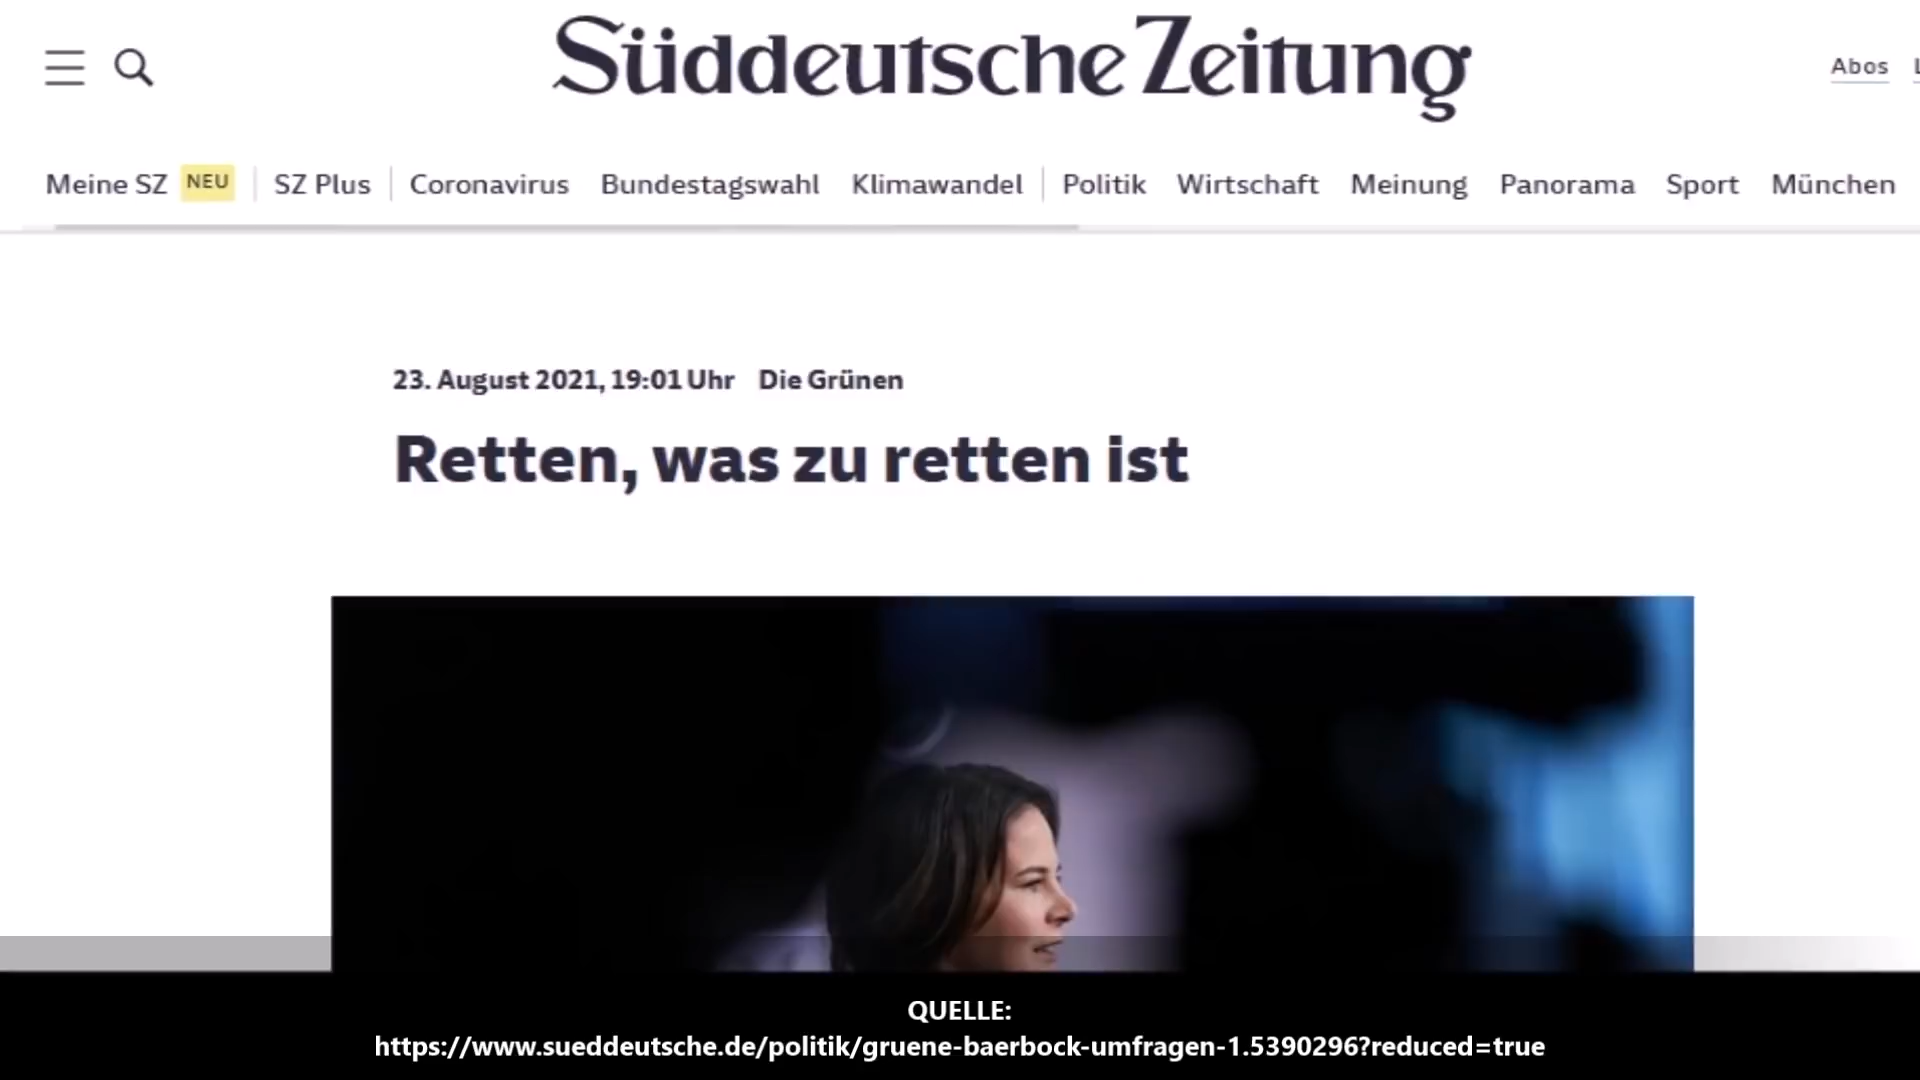 Süddeutsche Zeitung
Abos
Meine SZ NEU SZ Plus Coronavirus Bundestagswahl Klimawandel Politik Wirtschaft Meinung Panorama Sport München
23. August 2021, 19:01 Uhr Die Grünen
Retten, was zu retten ist
QUELLE:
https://www.sueddeutsche.de/politik/gruene-baerbock-umfragen-1.5390296?reduced=true